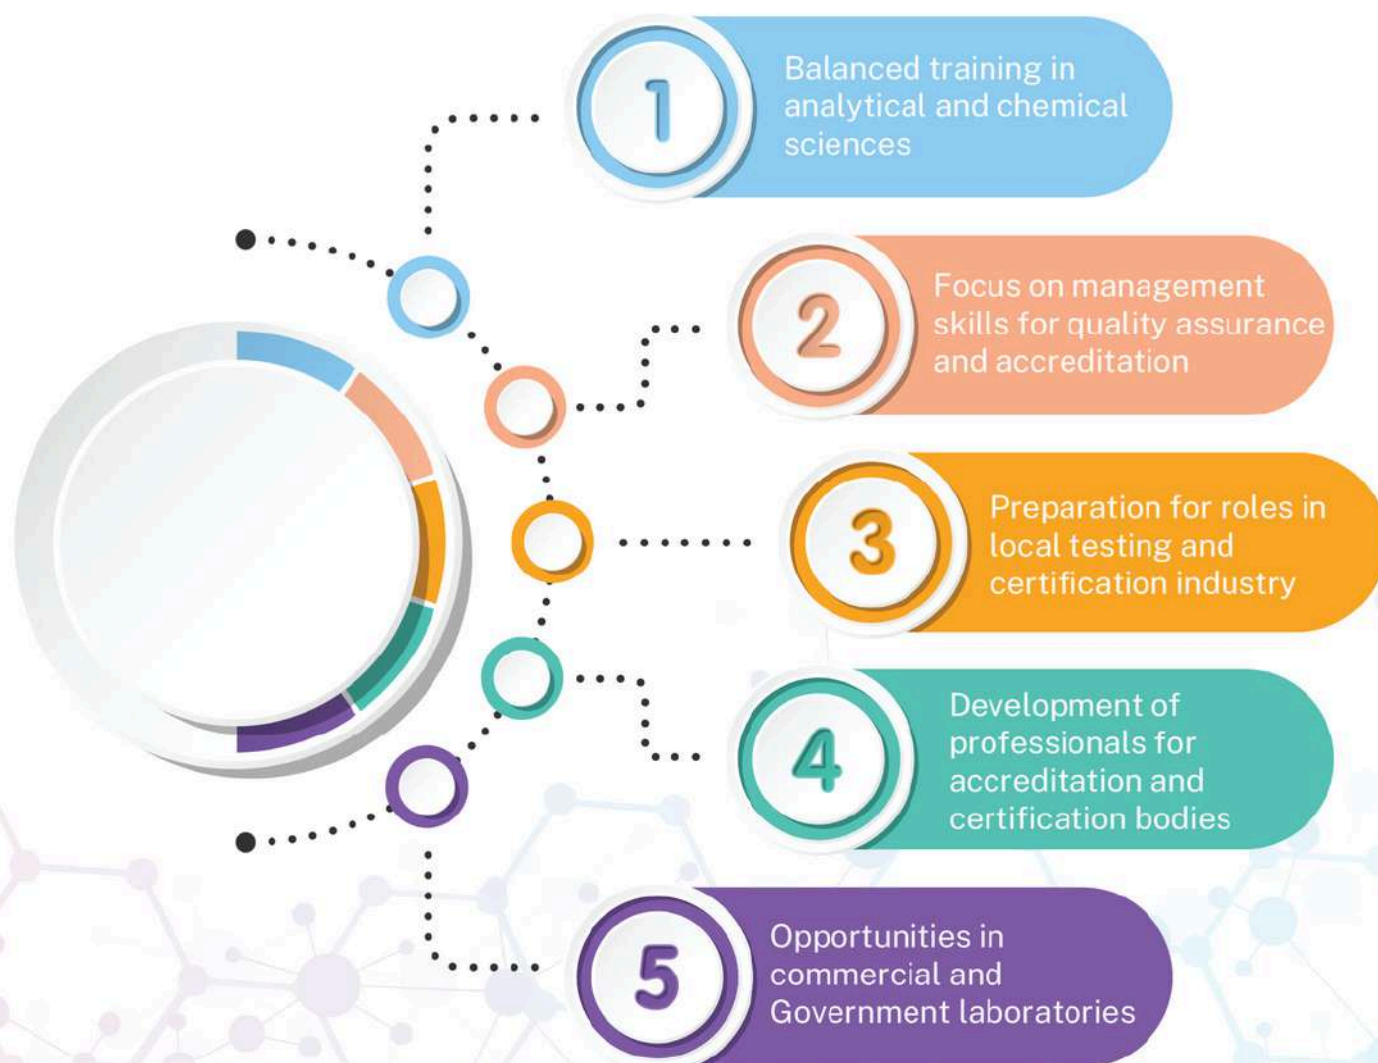 1
Balanced training in
analytical and chemical
sciences
2
Focus on management
skills for quality assurance
and accreditation
3
Preparation for roles in
local testing and
certification industry
4
Development of
professionals for
accreditation and
certification bodies
5
Opportunities in
commercial and
Government laboratories